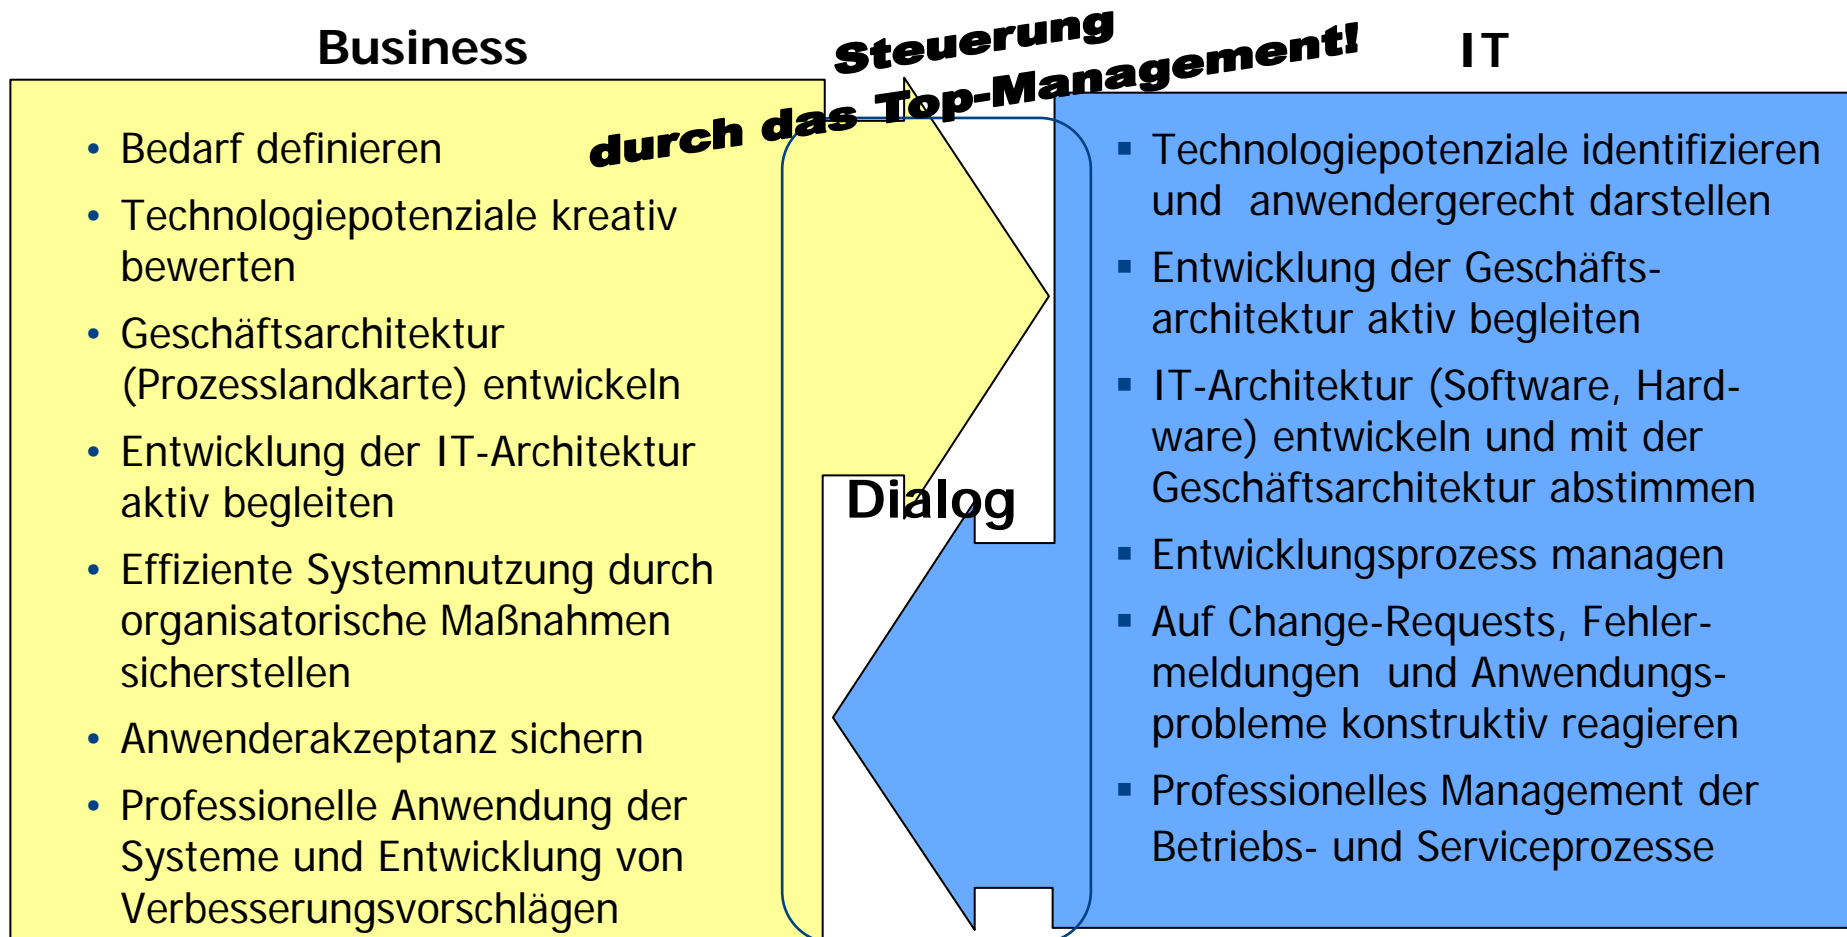 Business
Steuerung
durch das Top-Management!
IT
• Bedarf definieren
• Technologiepotenziale kreativ
bewerten
• Geschäftsarchitektur
(Prozesslandkarte) entwickeln
• Entwicklung der IT-Architektur
aktiv begleiten
• Effiziente Systemnutzung durch
organisatorische Maßnahmen
sicherstellen
• Anwenderakzeptanz sichern
• Professionelle Anwendung der
Systeme und Entwicklung von
Verbesserungsvorschlägen
Dialog
▪ Technologiepotenziale identifizieren
und anwendergerecht darstellen
▪ Entwicklung der Geschäfts-
architektur aktiv begleiten
▪ IT-Architektur (Software, Hard-
ware) entwickeln und mit der
Geschäftsarchitektur abstimmen
▪ Entwicklungsprozess managen
▪ Auf Change-Requests, Fehler-
meldungen und Anwendungs-
probleme konstruktiv reagieren
▪ Professionelles Management der
Betriebs- und Serviceprozesse